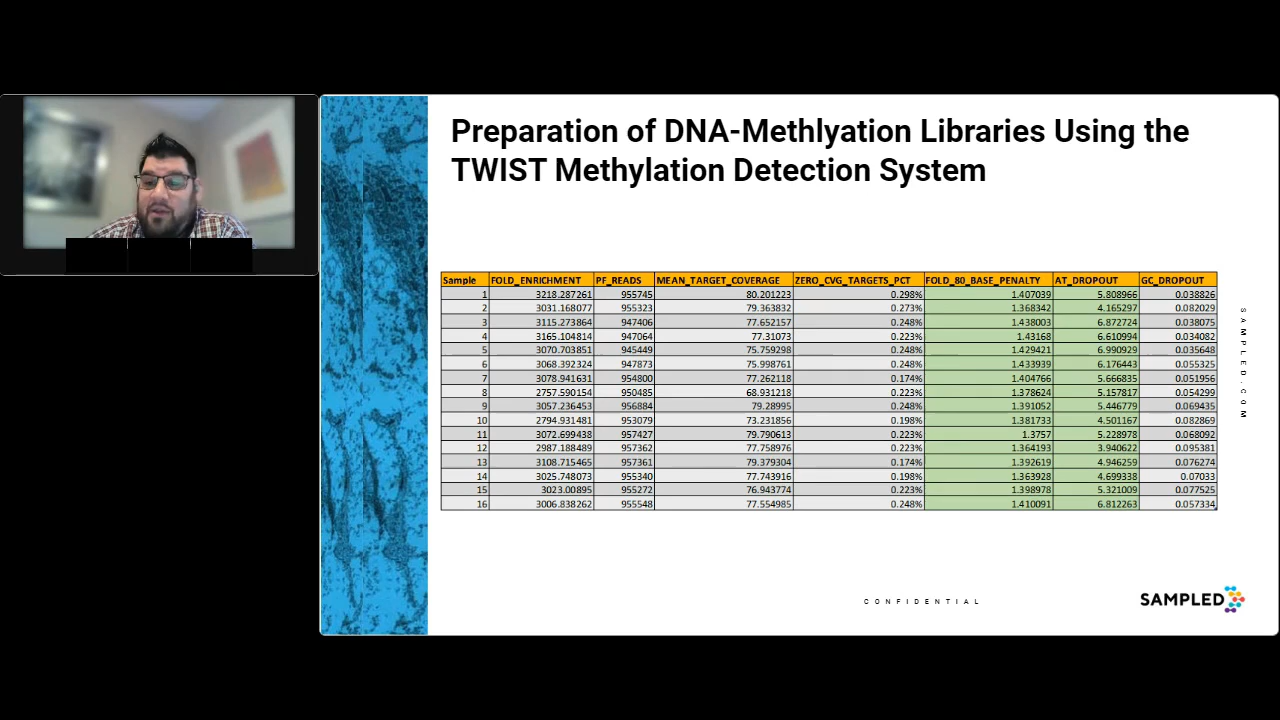 Preparation of DNA-Methlyation Libraries Using the
TWIST Methylation Detection System
Sample FOLD_ENRICHMENT PF_READS MEAN_TARGET_COVERAGE ZERO_CVG_TARGETS_PCT FOLD_80_BASE_PENALTY AT_DROPOUT GC_DROPOUT
1 3218.287261 955745 80.201223 0.298% 1.407039 5.808966 0.038826
2 3031.168077 955323 79.363832 0.273% 1.368342 4.165297 0.082029
3 3115.273864 947406 77.652157 0.248% 1.438003 6.872724 0.038075
4 3165.104814 947064 77.31073 0.223% 1.43168 6.610994 0.034082
5 3070.703851 945449 75.759298 0.248% 1.429421 6.990929 0.035648
6 3068.392324 947873 75.998761 0.248% 1.433939 6.176443 0.055325
7 3078.941631 954800 77.262118 0.174% 1.404766 5.666835 0.051956
8 2757.590154 950485 68.931218 0.223% 1.378624 5.157817 0.054299
9 3057.236453 956884 79.28995 0.248% 1.391052 5.446779 0.069435
10 2794.931481 953079 73.231856 0.198% 1.381733 4.501167 0.082869
11 3072.699438 957427 79.790613 0.223% 1.3757 5.228978 0.068092
12 2987.188489 957362 77.758976 0.223% 1.364193 3.940622 0.095381
13 3108.715465 957361 79.379304 0.174% 1.392619 4.946259 0.076274
14 3025.748073 955340 77.743916 0.198% 1.363928 4.699338 0.07033
15 3023.00895 955272 76.943774 0.223% 1.398978 5.321009 0.077525
16 3006.838262 955548 77.554985 0.248% 1.410091 6.812263 0.057334
SAMPLED.COM
CONFIDENTIAL
SAMPLED